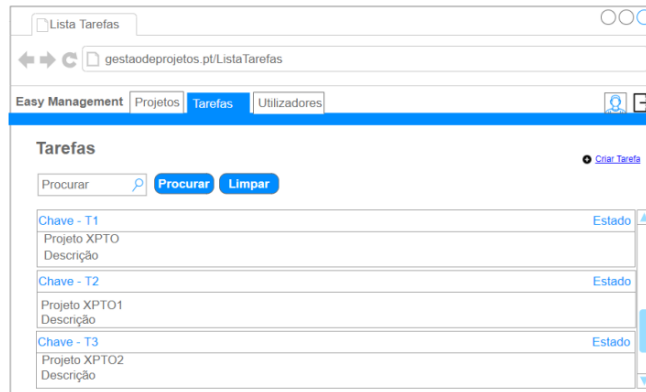 Lista Tarefas
gestaodeprojetos.pt/ListaTarefas
Easy Management Projetos Tarefas Utilizadores
Tarefas
Criar Tarefa
Procurar Procurar Limpar
Chave - T1 Estado
Projeto XPTO
Descrição
Chave - T2 Estado
Projeto XPTO1
Descrição
Chave - T3 Estado
Projeto XPTO2
Descrição